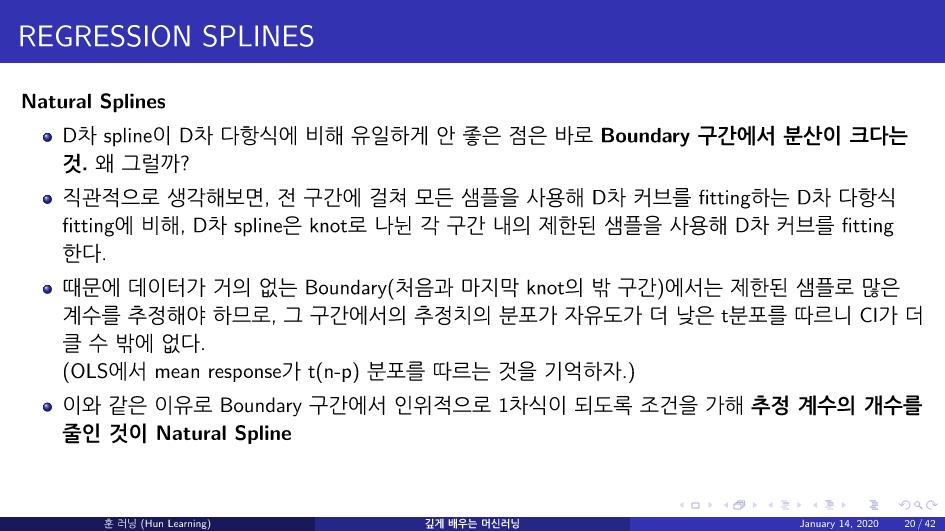 REGRESSION SPLINES
Natural Splines
D차 spline이 D차 다항식에 비해 유일하게 안 좋은 점은 바로 Boundary 구간에서 분산이 크다는
것. 왜 그럴까?
직관적으로 생각해보면, 전 구간에 걸쳐 모든 샘플을 사용해 D차 커브를 fitting하는 D차 다항식
fitting에 비해, D차 spline은 knot로 나뉜 각 구간 내의 제한된 샘플을 사용해 D차 커브를 fitting
한다.
때문에 데이터가 거의 없는 Boundary(처음과 마지막 knot의 밖 구간)에서는 제한된 샘플로 많은
계수를 추정해야 하므로, 그 구간에서의 추정치의 분포가 자유도가 더 낮은 t분포를 따르니 CI가 더
클 수 밖에 없다.
(OLS에서 mean response가 t(n-p) 분포를 따르는 것을 기억하자.)
이와 같은 이유로 Boundary 구간에서 인위적으로 1차식이 되도록 조건을 가해 추정 계수의 개수를
줄인 것이 Natural Spline
훈 러닝 (Hun Learning) 깊게 배우는 머신러닝 January 14, 2020 20 / 42